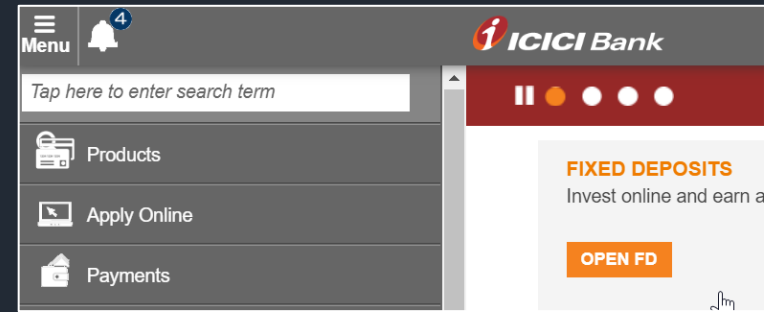 4
Menu
ICICI Bank
Tap here to enter search term
Products
FIXED DEPOSITS
Invest online and earn a
Apply Online
OPEN FD
Payments